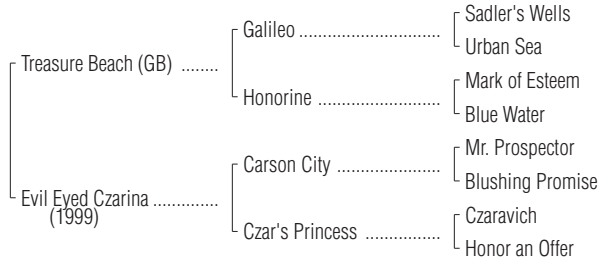 Sadler's Wells
Galileo ..............................
Urban Sea
Treasure Beach (GB) ........
Mark of Esteem
Honorine ..........................
Blue Water
Mr. Prospector
Carson City ......................
Blushing Promise
Evil Eyed Czarina ..............
(1999)
Czaravich
Czar's Princess ................
Honor an Offer